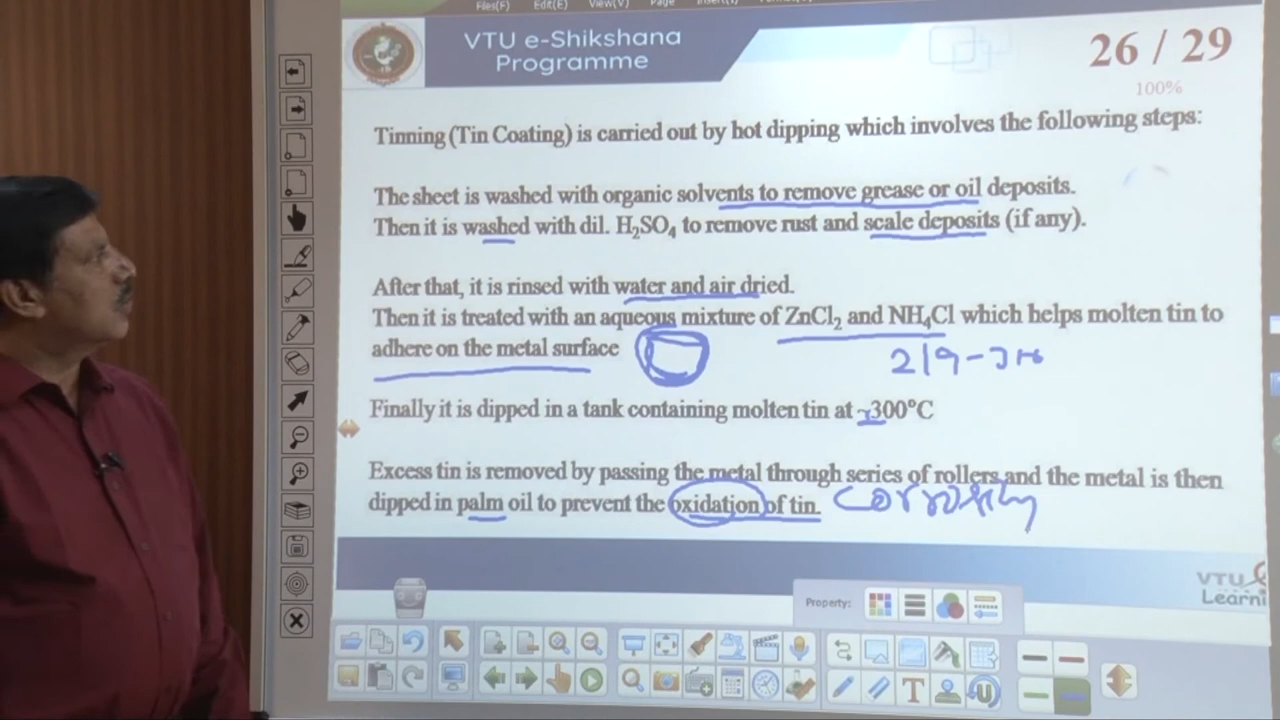 Files(F) Edit(E) View(V) Page
VTU e-Shikshana
Programme
26 / 29
100%
Tinning (Tin Coating) is carried out by hot dipping which involves the following steps:
The sheet is washed with organic solvents to remove grease or oil deposits.
Then it is washed with dil. H₂SO₄ to remove rust and scale deposits (if any).
After that, it is rinsed with water and air dried.
Then it is treated with an aqueous mixture of ZnCl₂ and NH₄Cl which helps molten tin to
adhere on the metal surface
Finally it is dipped in a tank containing molten tin at ~300°C
Excess tin is removed by passing the metal through series of rollers and the metal is then
dipped in palm oil to prevent the oxidation of tin.
VTU
Learni
Property: